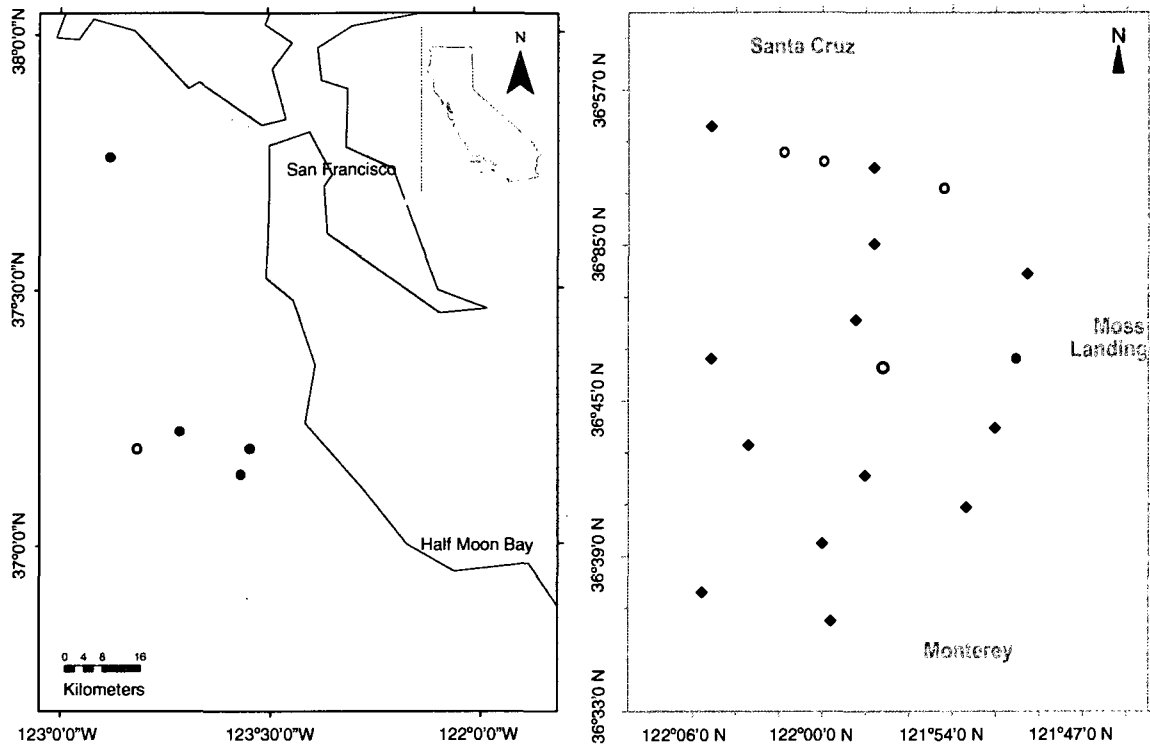 38°0'0"N
37°30'0"N
37°0'0"N
N
San Francisco
Half Moon Bay
0 4 8 16
Kilometers
123°0'0"W
123°30'0"W
122°0'0"W
Santa Cruz
N
36°57'0 N
36°85'0 N
36°45'0 N
36°39'0 N
36°33'0 N
Moss
Landing
Monterey
122°06'0 N
122°00'0 N
121°54'0 N
121°47'0 N